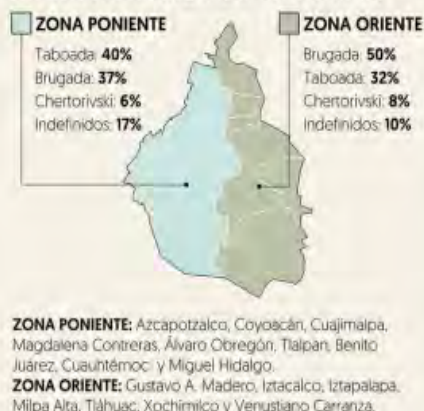 ZONA PONIENTE
Taboada: 40%
Brugada: 37%
Chertorivski: 6%
Indefinidos: 17%
ZONA ORIENTE
Brugada: 50%
Taboada: 32%
Chertorivski: 8%
Indefinidos: 10%
ZONA PONIENTE: Azcapotzalco, Coyoacán, Cuajimalpa,
Magdalena Contreras, Álvaro Obregón, Tlalpan, Benito
Juárez, Cuauhtémoc y Miguel Hidalgo.
ZONA ORIENTE: Gustavo A. Madero, Iztacalco, Iztapalapa,
Milpa Alta, Tláhuac, Xochimilco y Venustiano Carranza.